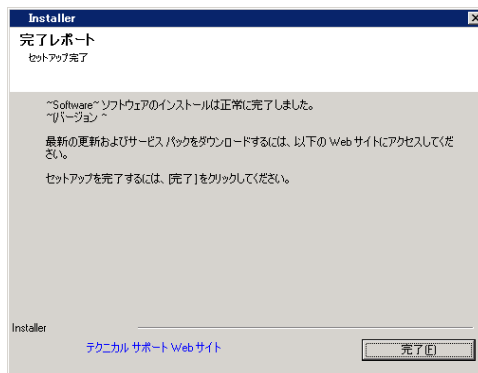 Installer
完了レポート
セットアップ完了
~Software~ ソフトウェアのインストールは正常に完了しました。
~[バージョン ~
最新の更新およびサービス パックをダウンロードするには、以下の Web サイトにアクセスしてくだ
さい。
セットアップを完了するには、[完了] をクリックしてください。
Installer
テクニカル サポート Web サイト
完了(F)